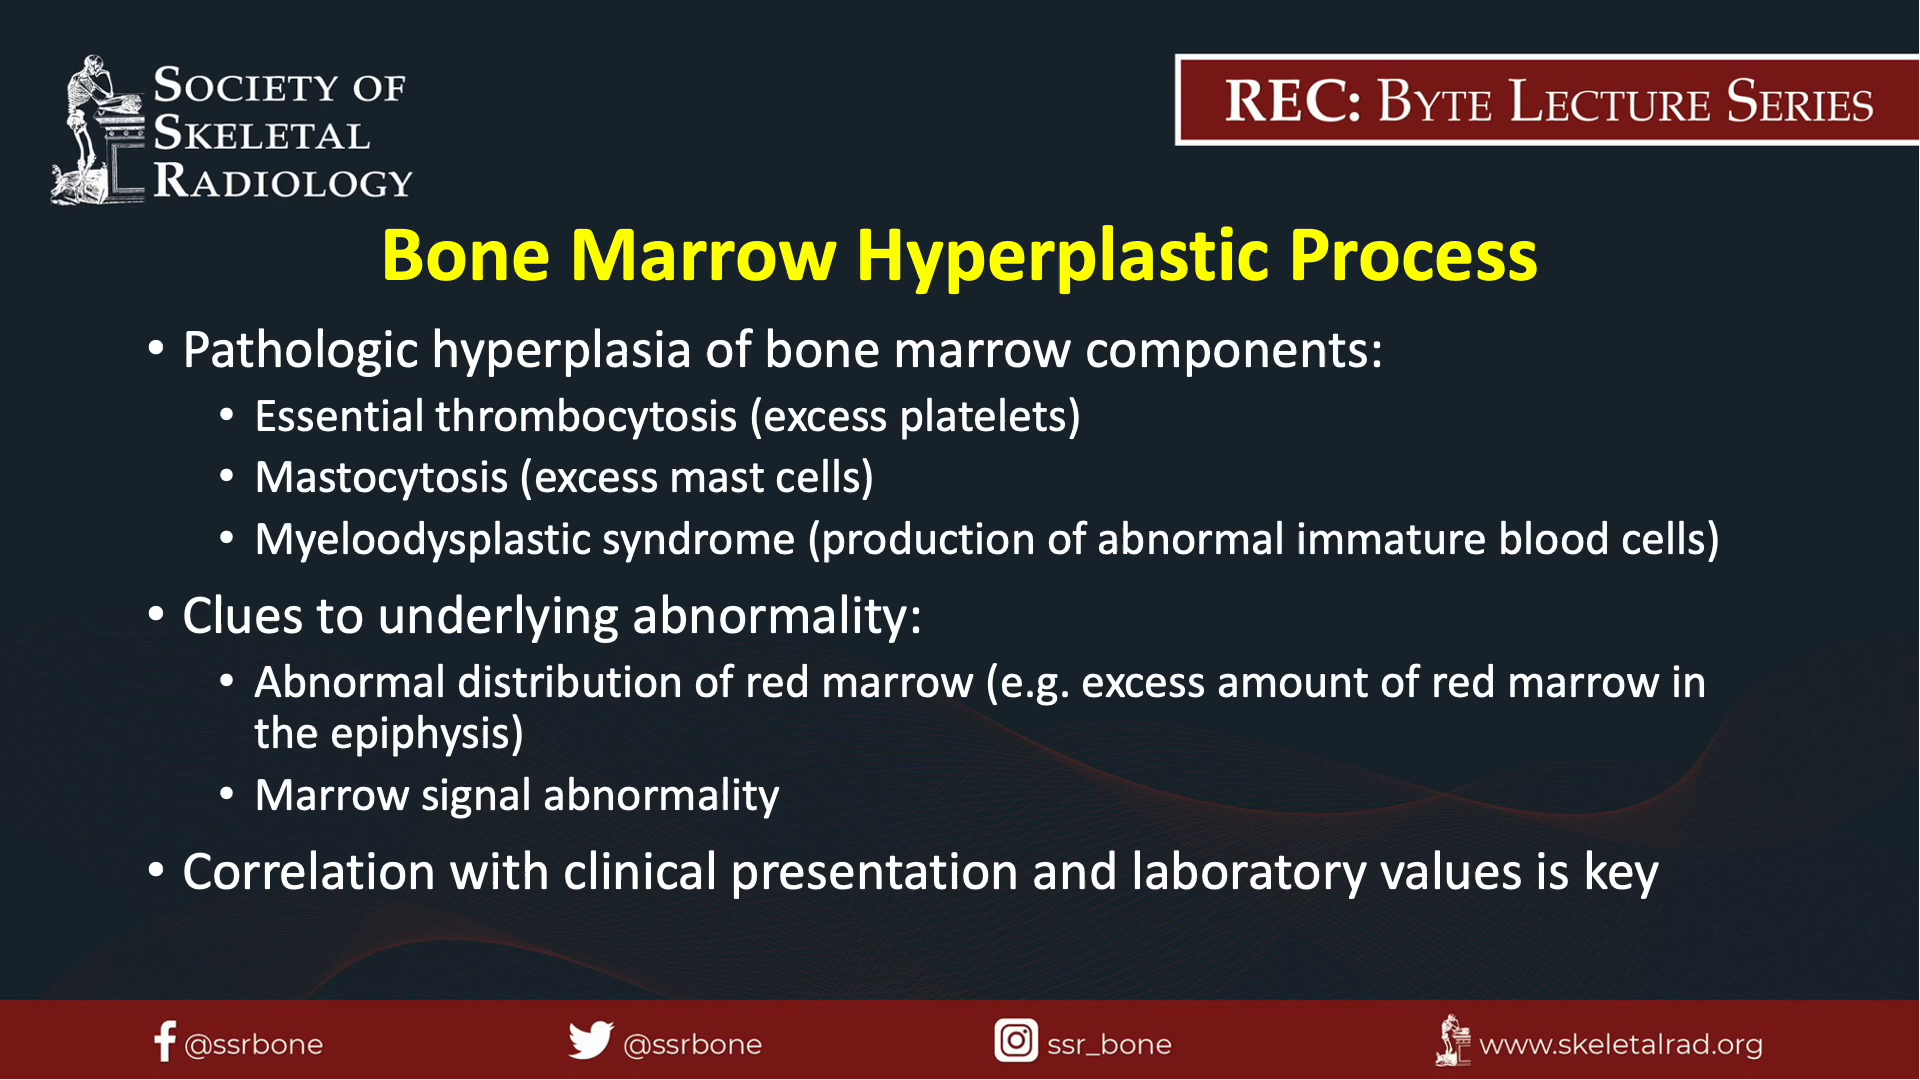 SOCIETY OF
SKELETAL
RADIOLOGY
REC: BYTE LECTURE SERIES
Bone Marrow Hyperplastic Process
• Pathologic hyperplasia of bone marrow components:
• Essential thrombocytosis (excess platelets)
• Mastocytosis (excess mast cells)
• Myeloodysplastic syndrome (production of abnormal immature blood cells)
• Clues to underlying abnormality:
• Abnormal distribution of red marrow (e.g. excess amount of red marrow in
the epiphysis)
• Marrow signal abnormality
• Correlation with clinical presentation and laboratory values is key
@ssrbone
@ssrbone
ssr_bone
www.skeletalrad.org